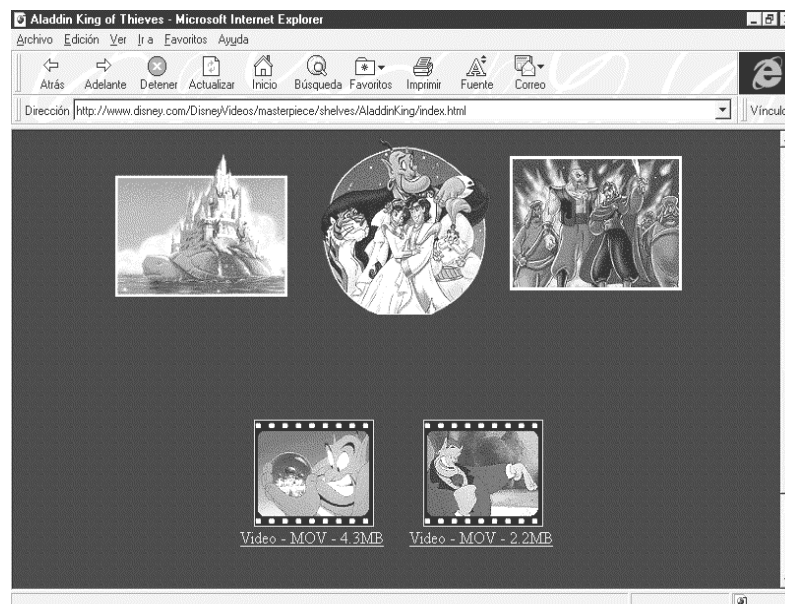 Aladdin King of Thieves - Microsoft Internet Explorer
Archivo Edición Ver Ir a Favoritos Ayuda
Atrás Adelante Detener Actualizar Inicio Búsqueda Favoritos Imprimir Fuente Correo
Dirección http://www.disney.com/DisneyVideos/masterpiece/shelves/AladdinKing/index.html Vínculo
Video - MOV - 4.3MB Video - MOV - 2.2MB